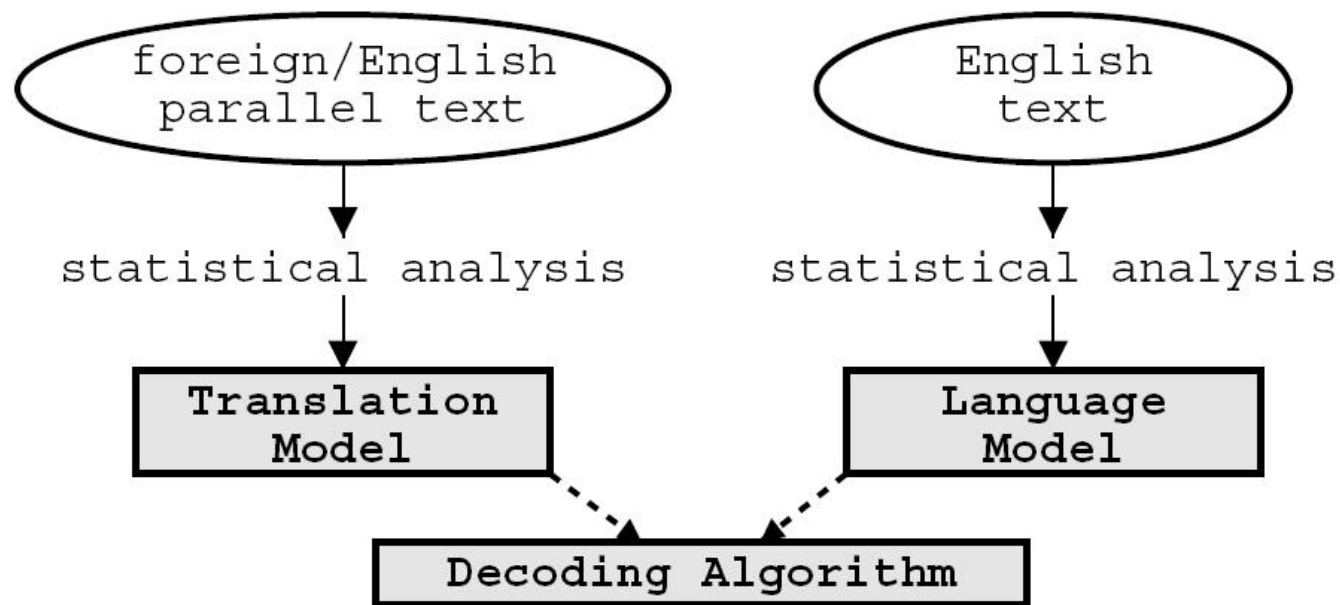 foreign/English
parallel text
English
text
statistical analysis
statistical analysis
Translation
Model
Language
Model
Decoding Algorithm